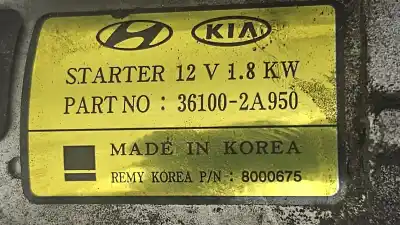 KIA
STARTER 12 V 1.8 KW
PART NO : 36100-2A950
MADE IN KOREA
REMY KOREA P/N : 8000675